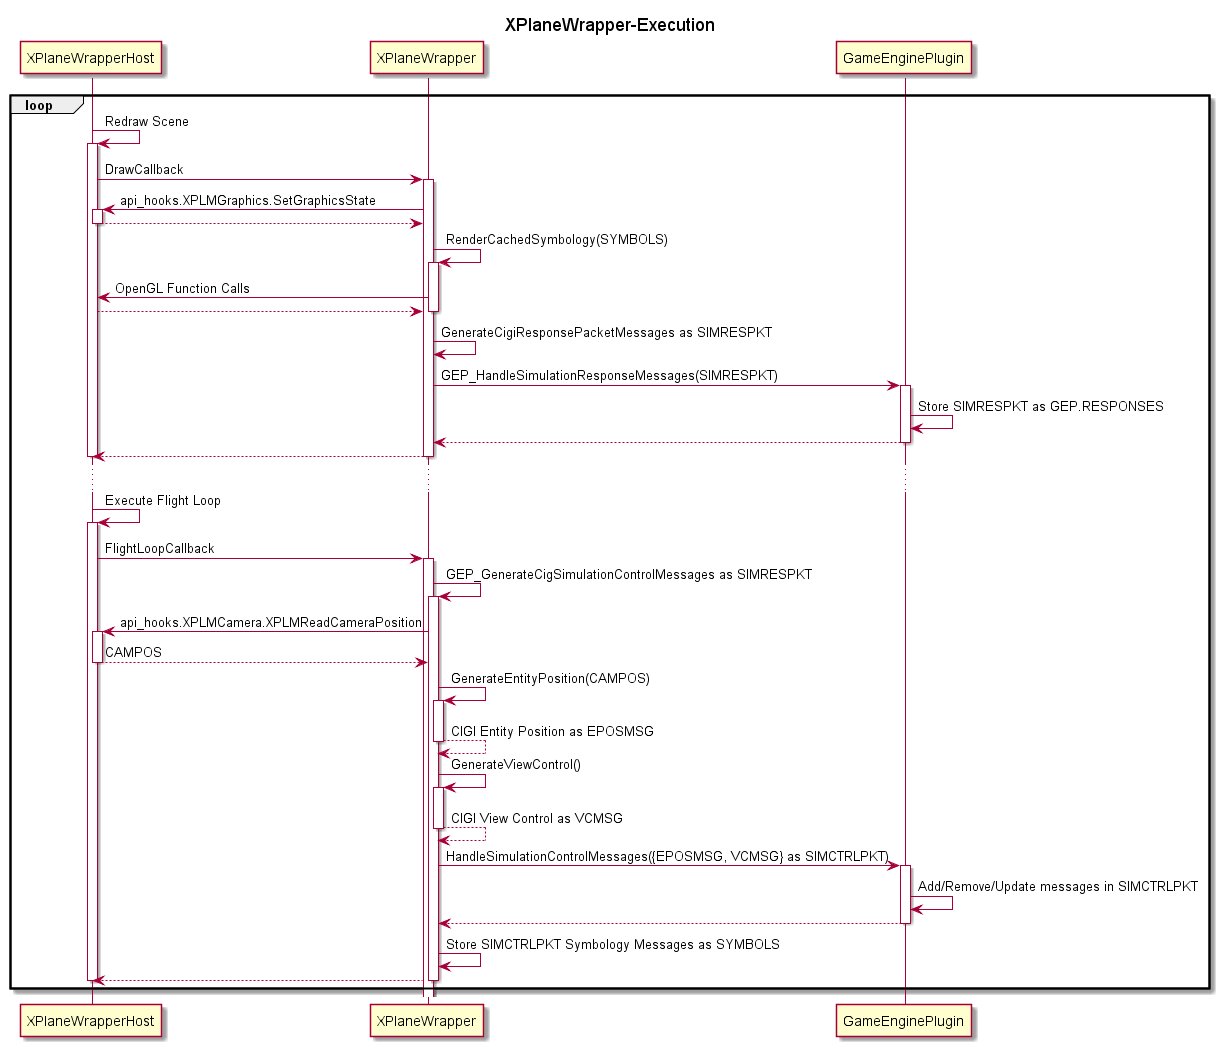 XPlaneWrapper-Execution
XPlaneWrapperHost
XPlaneWrapper
GameEnginePlugin
loop
Redraw Scene
DrawCallback
api_hooks.XPLMGraphics.SetGraphicsState
RenderCachedSymbology(SYMBOLS)
OpenGL Function Calls
GenerateCigiResponsePacketMessages as SIMRESPKT
GEP_HandleSimulationResponseMessages(SIMRESPKT)
Store SIMRESPKT as GEP.RESPONSES
Execute Flight Loop
FlightLoopCallback
GEP_GenerateCigSimulationControlMessages as SIMRESPKT
api_hooks.XPLMCamera.XPLMReadCameraPosition
CAMPOS
GenerateEntityPosition(CAMPOS)
CIGI Entity Position as EPOSMSG
GenerateViewControl()
CIGI View Control as VCMSG
HandleSimulationControlMessages({EPOSMSG, VCMSG} as SIMCTRLPKT)
Add/Remove/Update messages in SIMCTRLPKT
Store SIMCTRLPKT Symbology Messages as SYMBOLS
XPlaneWrapperHost
XPlaneWrapper
GameEnginePlugin